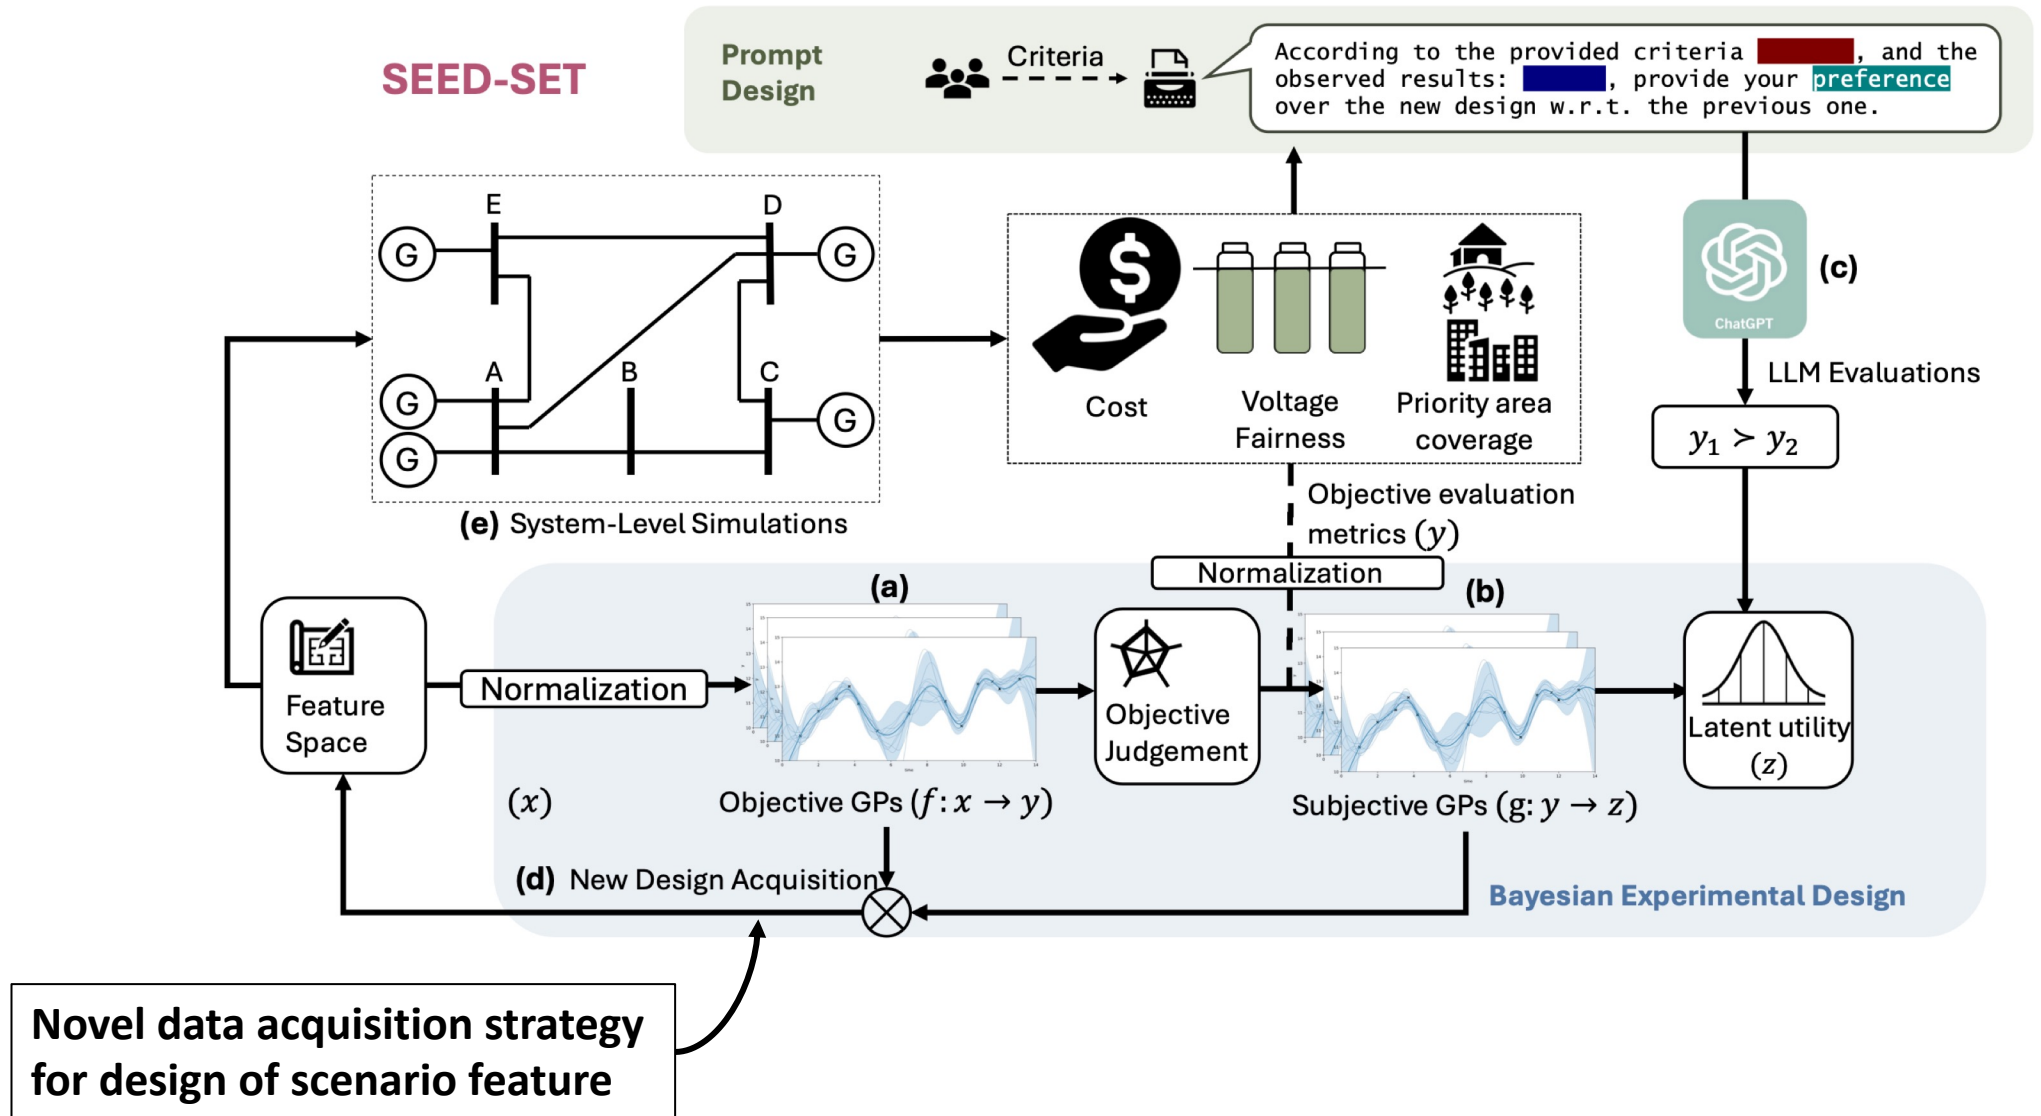 SEED-SET
Prompt
Design
Criteria
According to the provided criteria , and the
observed results: , provide your preference
over the new design w.r.t. the previous one.
E
D
G
G
A
B
C
G
G
G
(e) System-Level Simulations
$
Cost
Voltage
Fairness
Priority area
coverage
ChatGPT
(c)
LLM Evaluations
y₁ ≻ y₂
Objective evaluation
metrics (y)
Normalization
Feature
Space
Normalization
(a)
Objective
Judgement
(b)
Latent utility
(z)
(x)
Objective GPs (f: x → y)
Subjective GPs (g: y → z)
(d) New Design Acquisition
Bayesian Experimental Design
Novel data acquisition strategy
for design of scenario feature